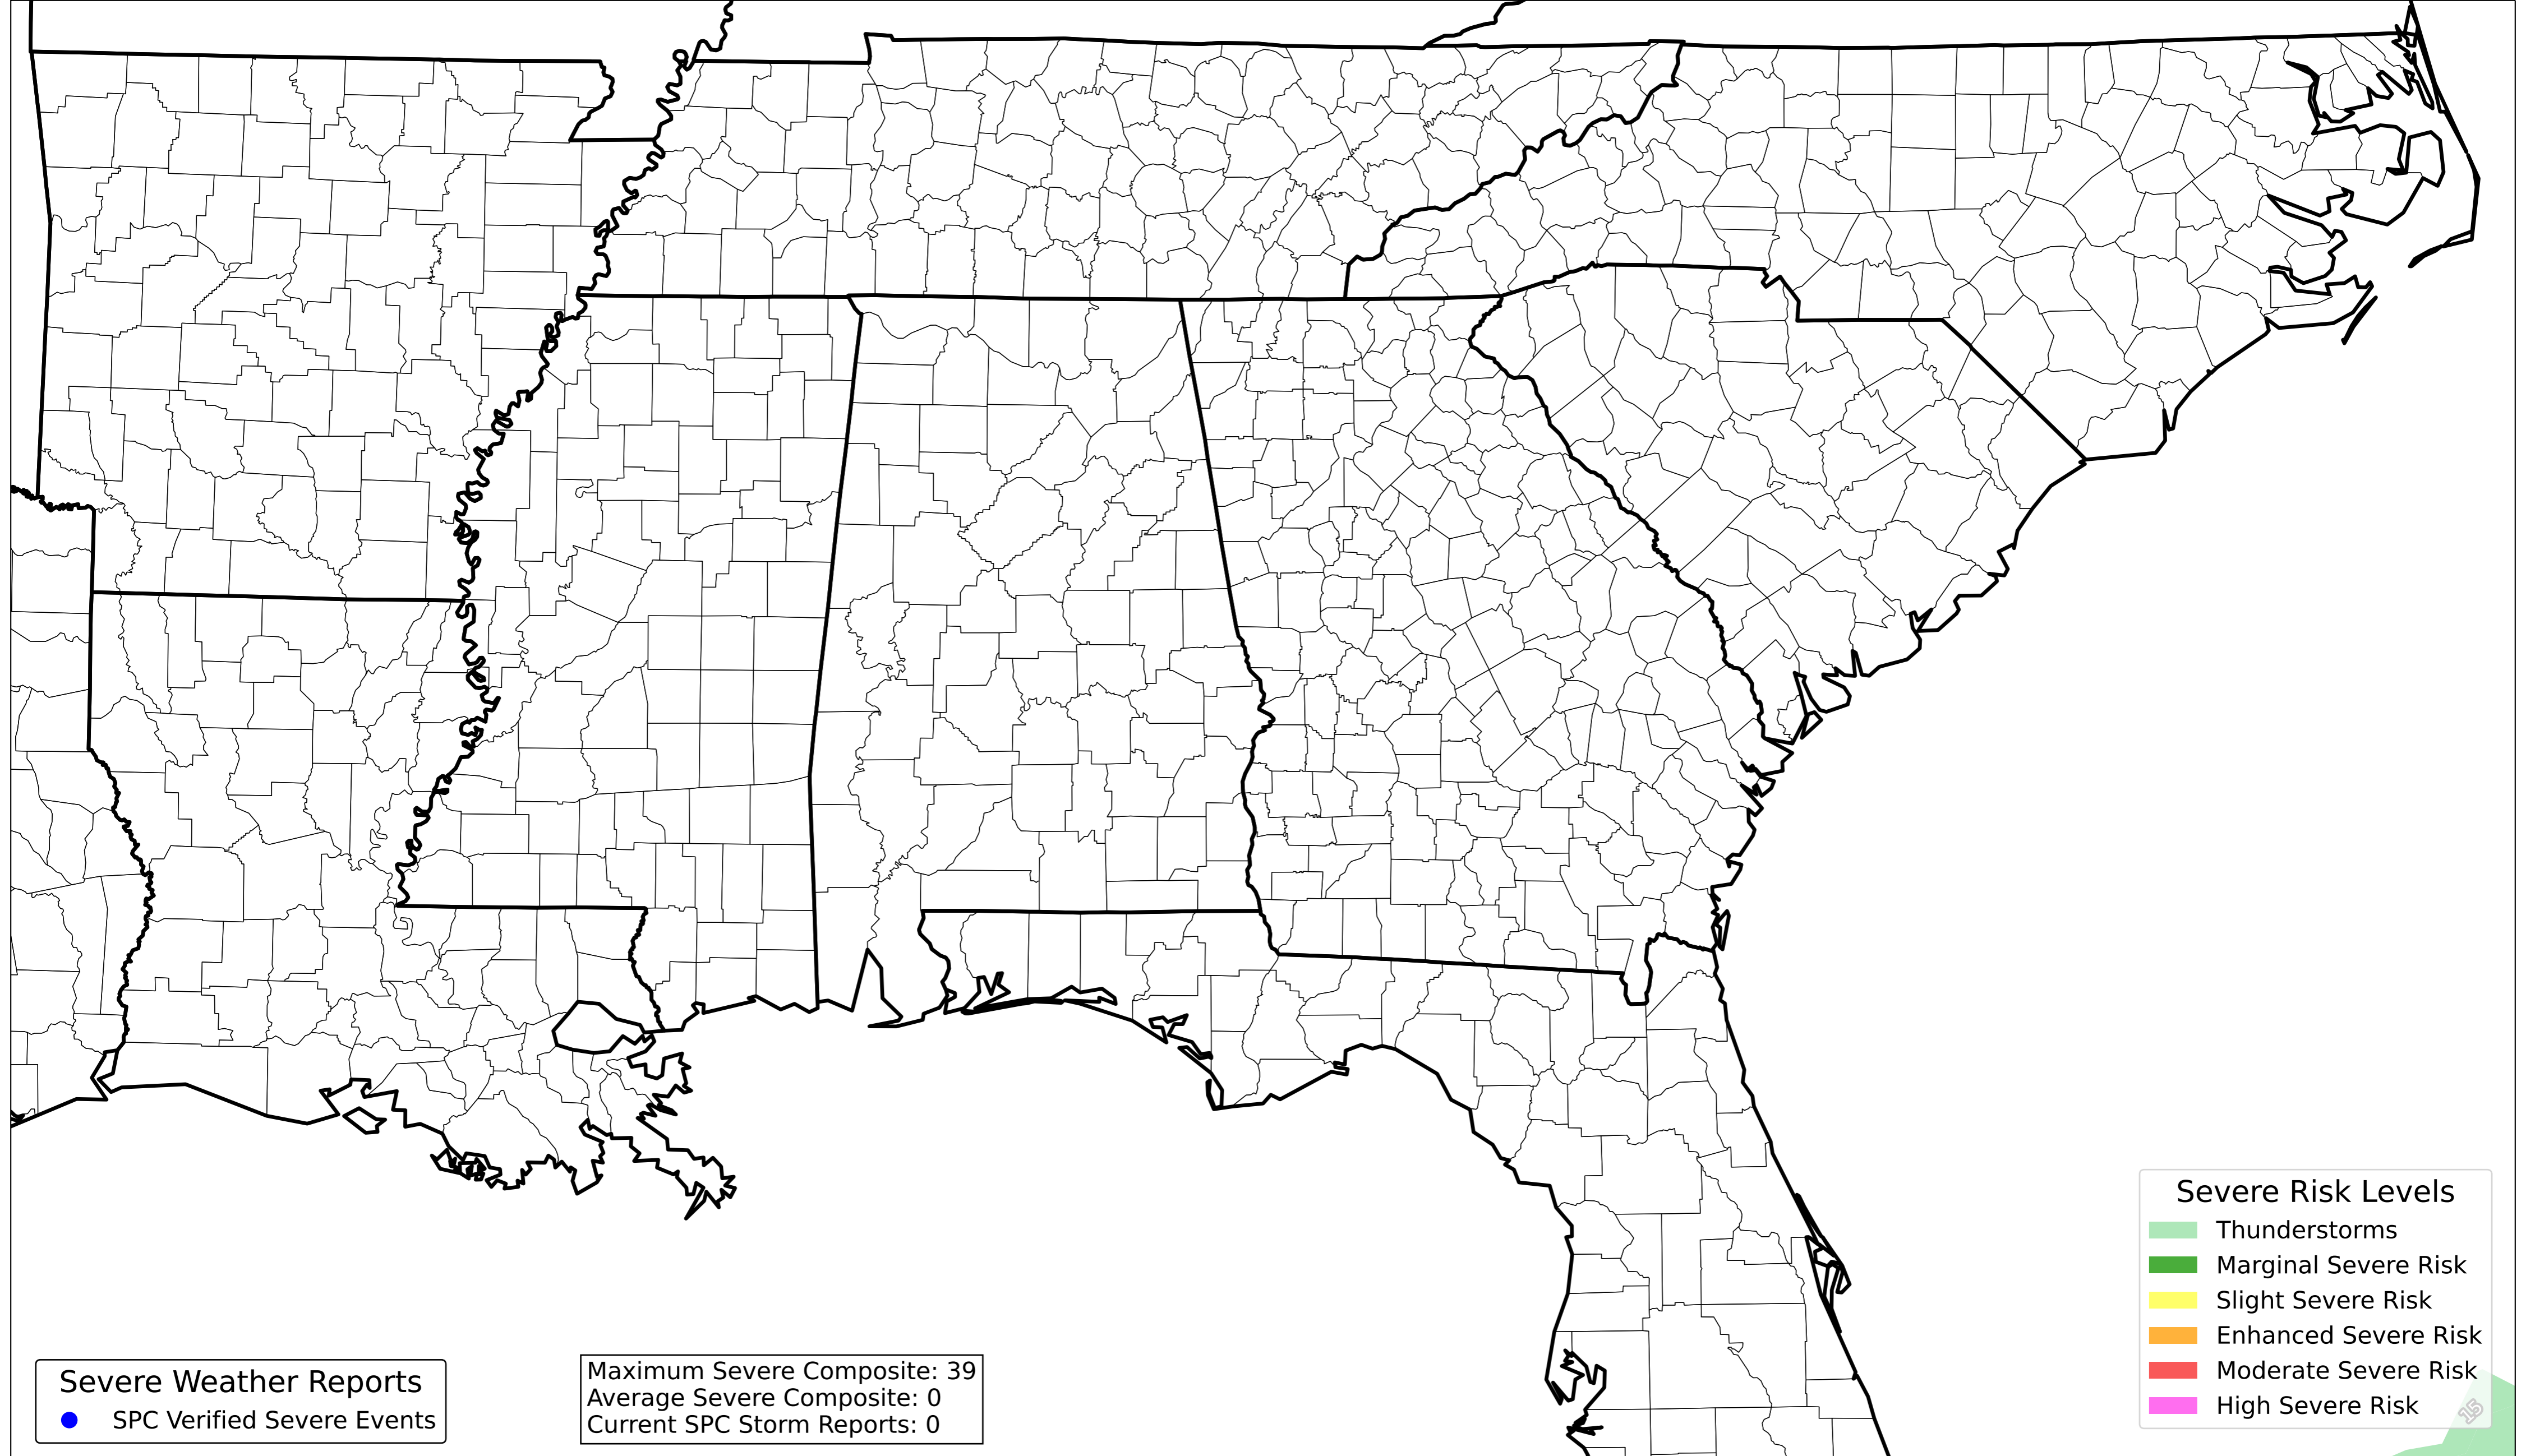 Severe Weather Reports
SPC Verified Severe Events
Maximum Severe Composite: 39
Average Severe Composite: 0
Current SPC Storm Reports: 0
Severe Risk Levels
Thunderstorms
Marginal Severe Risk
Slight Severe Risk
Enhanced Severe Risk
Moderate Severe Risk
High Severe Risk
15